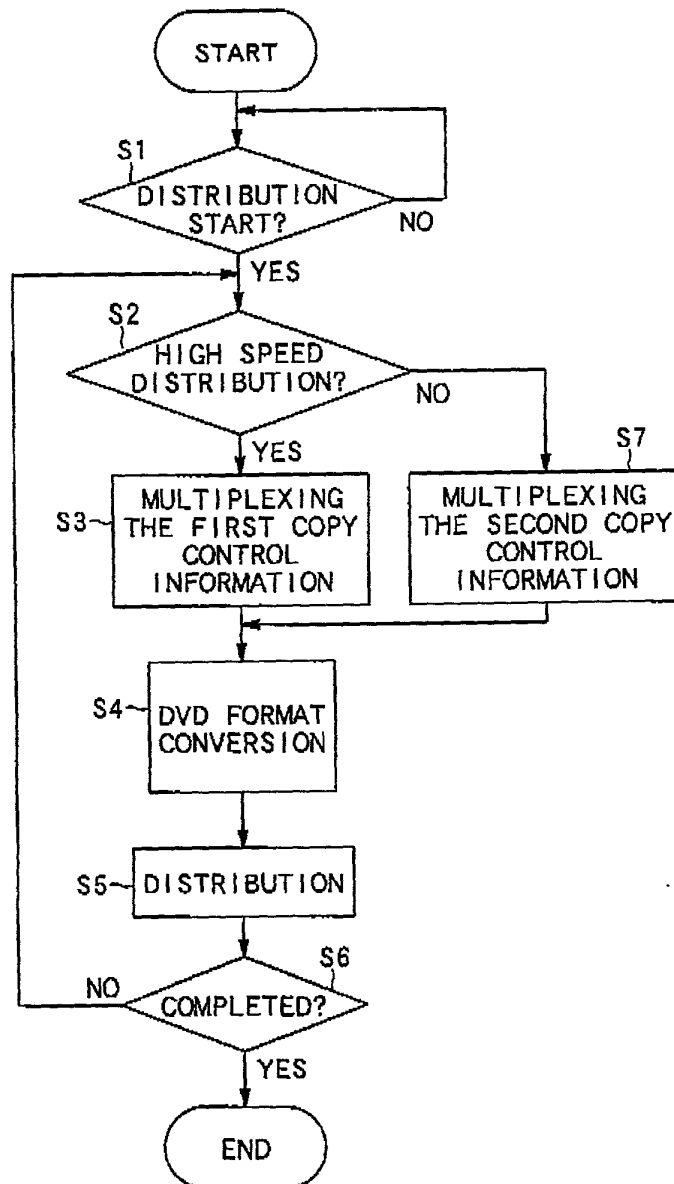 START
S1
DISTRIBUTION
START?
NO
YES
S2
HIGH SPEED
DISTRIBUTION?
NO
YES
S7
S3
MULTIPLEXING
THE FIRST COPY
CONTROL
INFORMATION
MULTIPLEXING
THE SECOND COPY
CONTROL
INFORMATION
S4
DVD FORMAT
CONVERSION
S5
DISTRIBUTION
S6
NO
COMPLETED?
YES
END